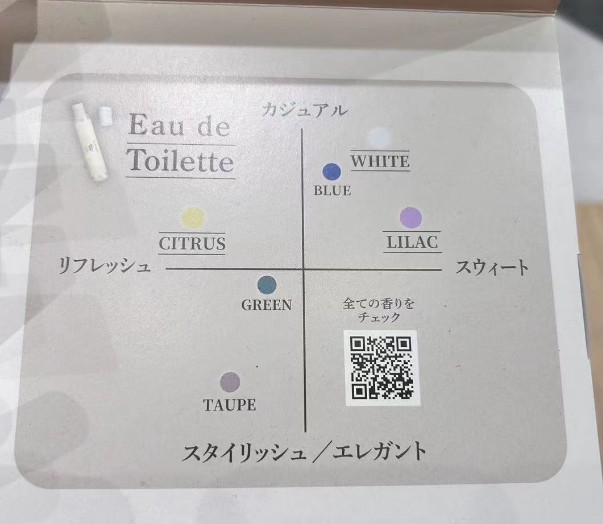 カジュアル
Eau de
Toilette
WHITE
BLUE
CITRUS
LILAC
リフレッシュ
スウィート
GREEN
全ての香りを
チェック
TAUPE
スタイリッシュ／エレガント